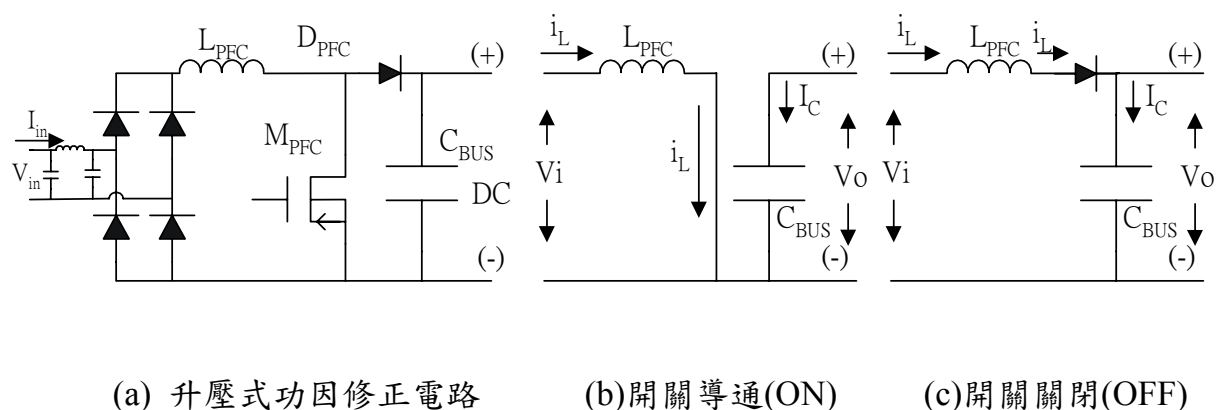 L_PFC D_PFC (+)
I_in
V_in
M_PFC
C_BUS
DC
(-)
i_L L_PFC (+)
I_C
i_L
Vi
Vo
C_BUS
(-)
i_L L_PFC i_L (+)
I_C
Vi
Vo
C_BUS
(-)
(a) 升壓式功因修正電路 (b)開關導通(ON) (c)開關關閉(OFF)